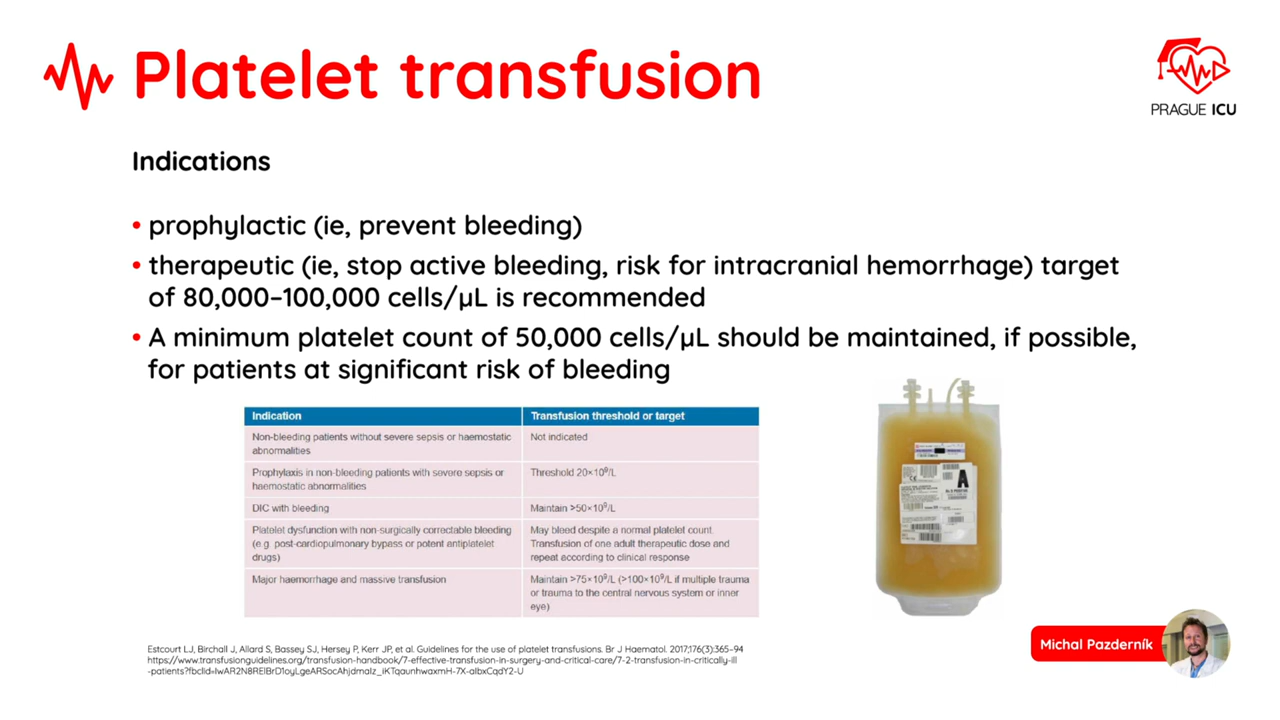 Platelet transfusion
PRAGUE ICU
Indications
• prophylactic (ie, prevent bleeding)
• therapeutic (ie, stop active bleeding, risk for intracranial hemorrhage) target
of 80,000–100,000 cells/µL is recommended
• A minimum platelet count of 50,000 cells/µL should be maintained, if possible,
for patients at significant risk of bleeding
Indication Transfusion threshold or target
Non-bleeding patients without severe sepsis or haemostatic Not indicated
abnormalities
Prophylaxis in non-bleeding patients with severe sepsis or Threshold 20×10⁹/L
haemostatic abnormalities
DIC with bleeding Maintain >50×10⁹/L
Platelet dysfunction with non-surgically correctable bleeding May bleed despite a normal platelet count.
(e.g. post-cardiopulmonary bypass or potent antiplatelet Transfusion of one adult therapeutic dose and
drugs) repeat according to clinical response
Major haemorrhage and massive transfusion Maintain >75×10⁹/L (>100×10⁹/L if multiple trauma
or trauma to the central nervous system or inner
eye)
A
Estcourt LJ, Birchall J, Allard S, Bassey SJ, Hersey P, Kerr JP, et al. Guidelines for the use of platelet transfusions. Br J Haematol. 2017;176(3):365–94
https://www.transfusionguidelines.org/transfusion-handbook/7-effective-transfusion-in-surgery-and-critical-care/7-2-transfusion-in-critically-ill
Michal Pazderník